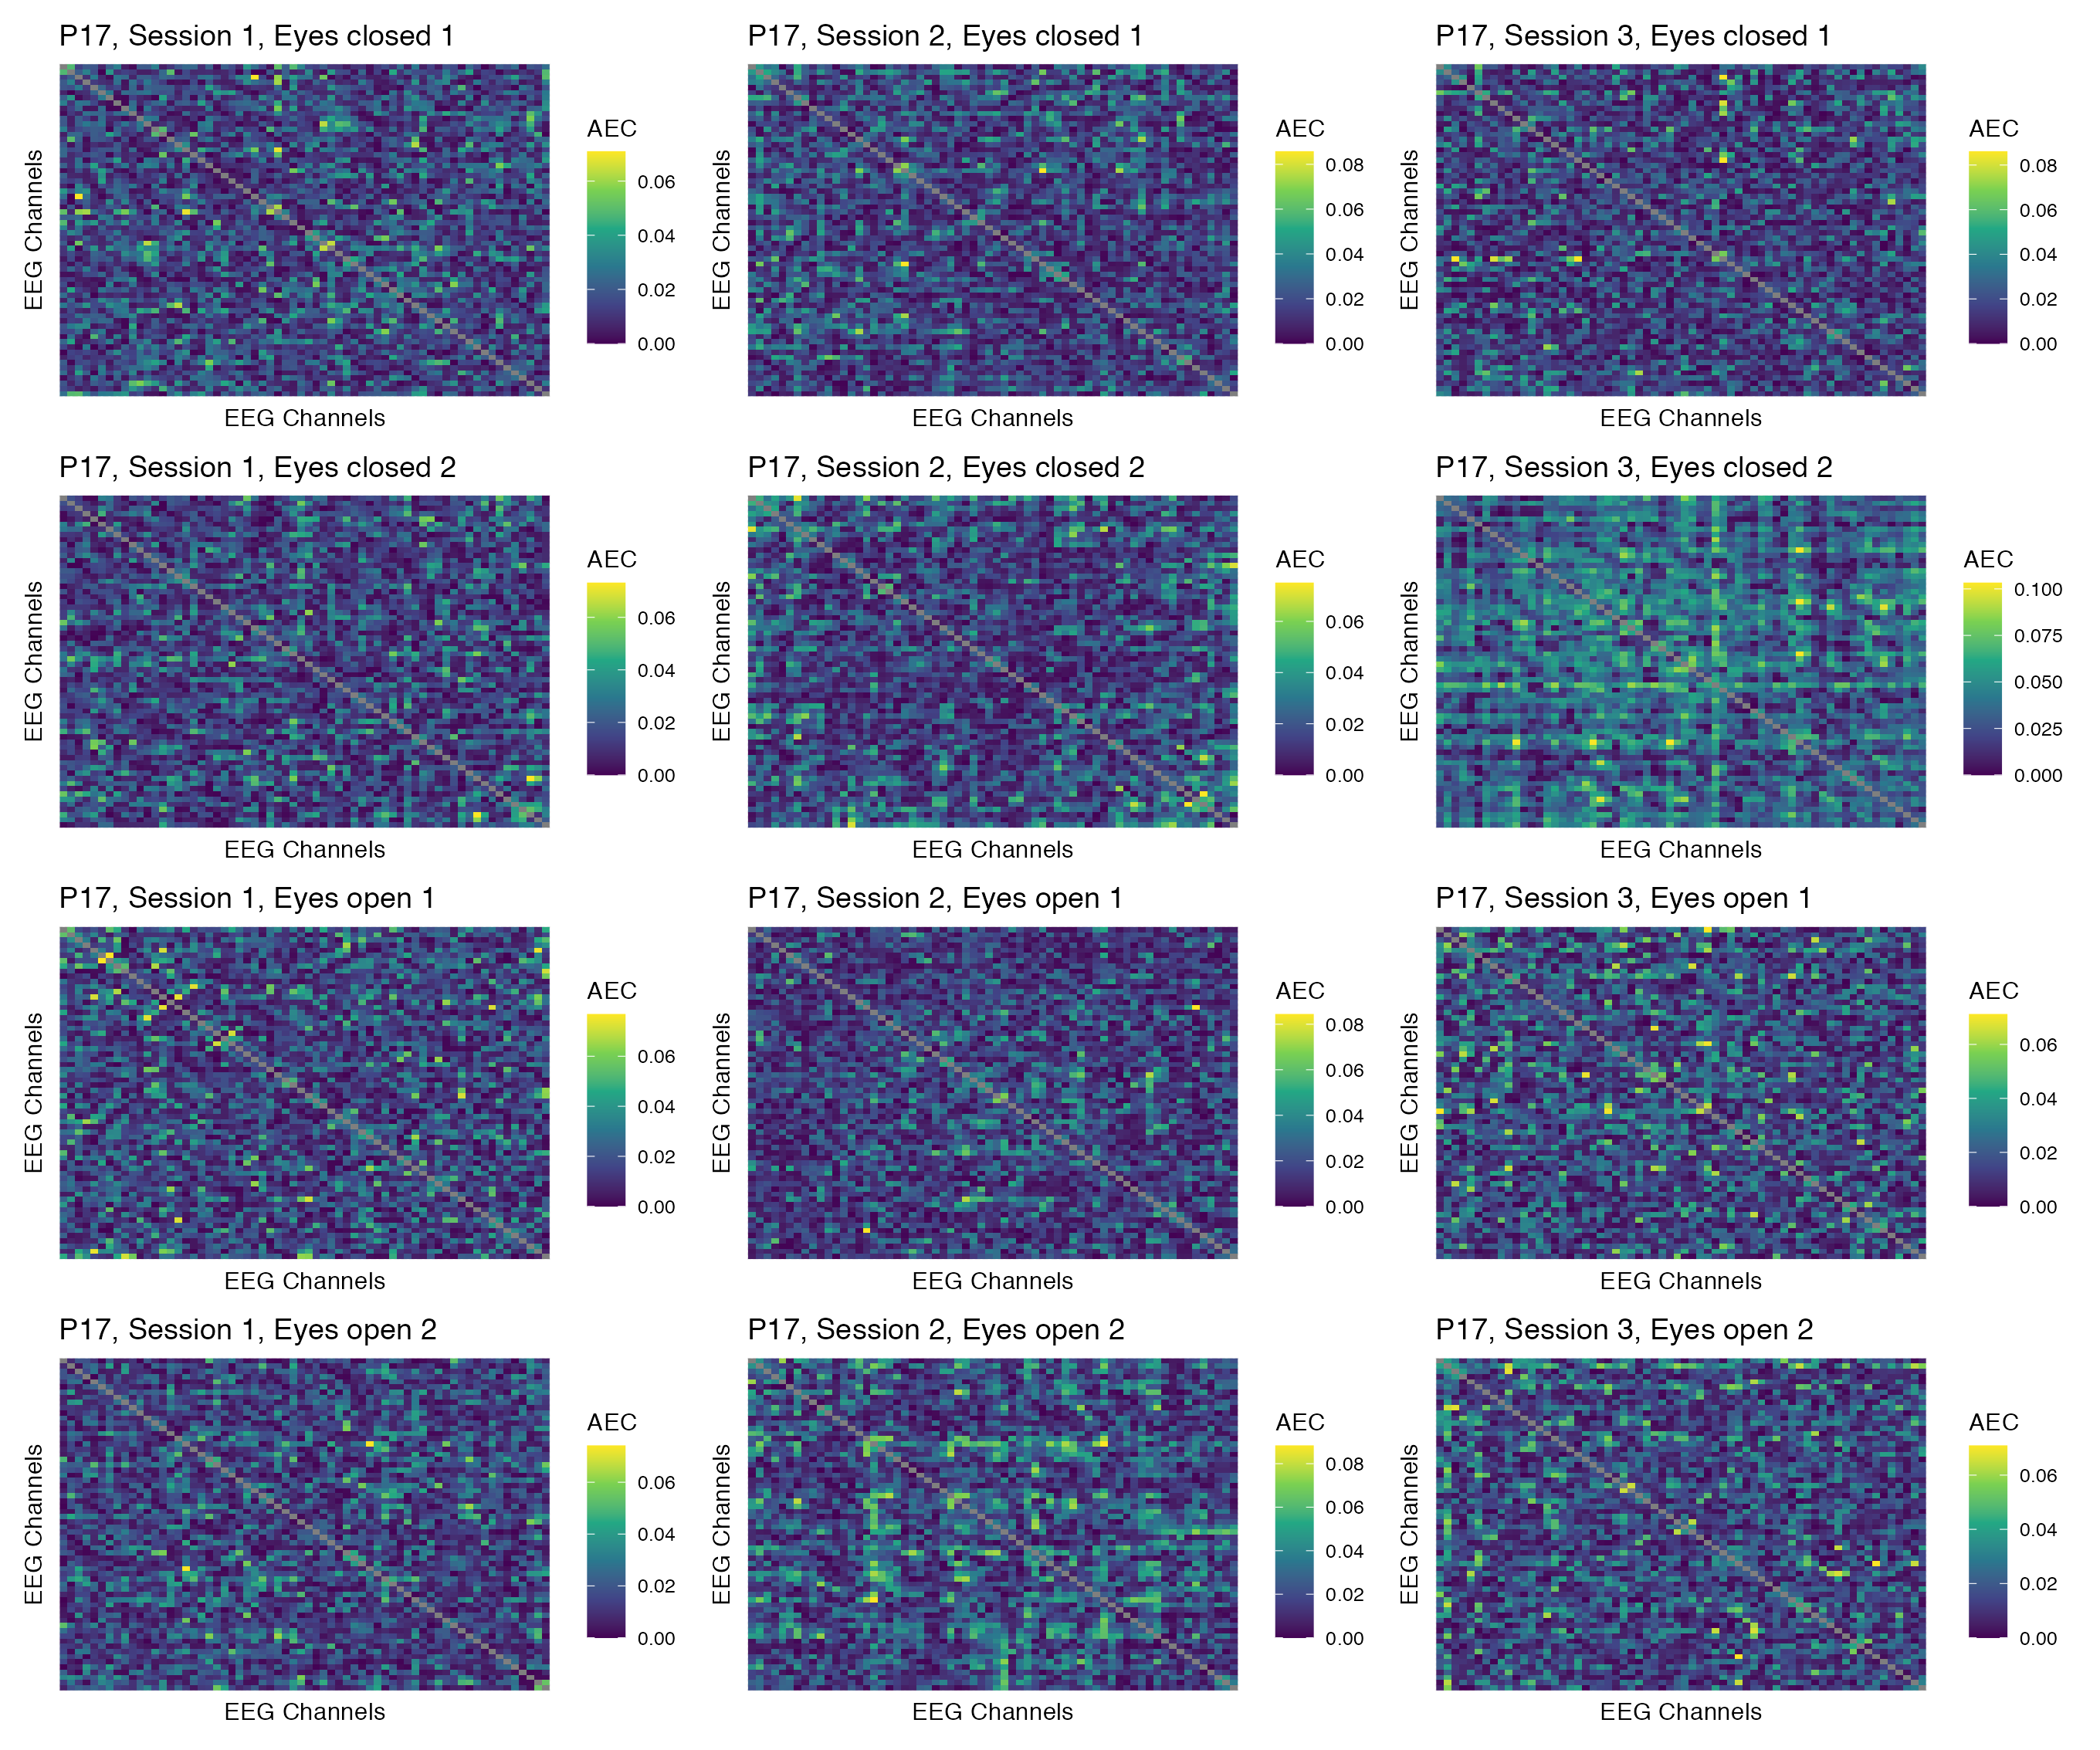 P17, Session 1, Eyes closed 1
EEG Channels
EEG Channels
AEC
0.06
0.04
0.02
0.00
P17, Session 2, Eyes closed 1
EEG Channels
EEG Channels
AEC
0.08
0.06
0.04
0.02
0.00
P17, Session 3, Eyes closed 1
EEG Channels
EEG Channels
AEC
0.08
0.06
0.04
0.02
0.00
P17, Session 1, Eyes closed 2
EEG Channels
EEG Channels
AEC
0.06
0.04
0.02
0.00
P17, Session 2, Eyes closed 2
EEG Channels
EEG Channels
AEC
0.06
0.04
0.02
0.00
P17, Session 3, Eyes closed 2
EEG Channels
EEG Channels
AEC
0.100
0.075
0.050
0.025
0.000
P17, Session 1, Eyes open 1
EEG Channels
EEG Channels
AEC
0.06
0.04
0.02
0.00
P17, Session 2, Eyes open 1
EEG Channels
EEG Channels
AEC
0.08
0.06
0.04
0.02
0.00
P17, Session 3, Eyes open 1
EEG Channels
EEG Channels
AEC
0.06
0.04
0.02
0.00
P17, Session 1, Eyes open 2
EEG Channels
EEG Channels
AEC
0.06
0.04
0.02
0.00
P17, Session 2, Eyes open 2
EEG Channels
EEG Channels
AEC
0.08
0.06
0.04
0.02
0.00
P17, Session 3, Eyes open 2
EEG Channels
EEG Channels
AEC
0.06
0.04
0.02
0.00